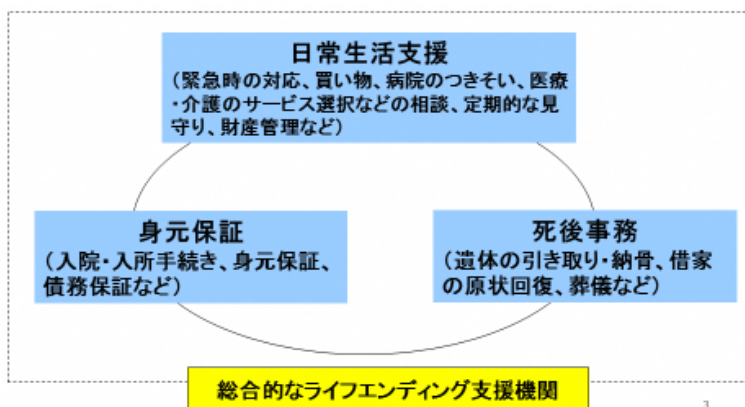 日常生活支援
（緊急時の対応、買い物、病院のつきそい、医療
・介護のサービス選択などの相談、定期的な見
守り、財産管理など）
身元保証
（入院・入所手続き、身元保証、
債務保証など）
死後事務
（遺体の引き取り・納骨、借家
の原状回復、葬儀など）
総合的なライフエンディング支援機関
3